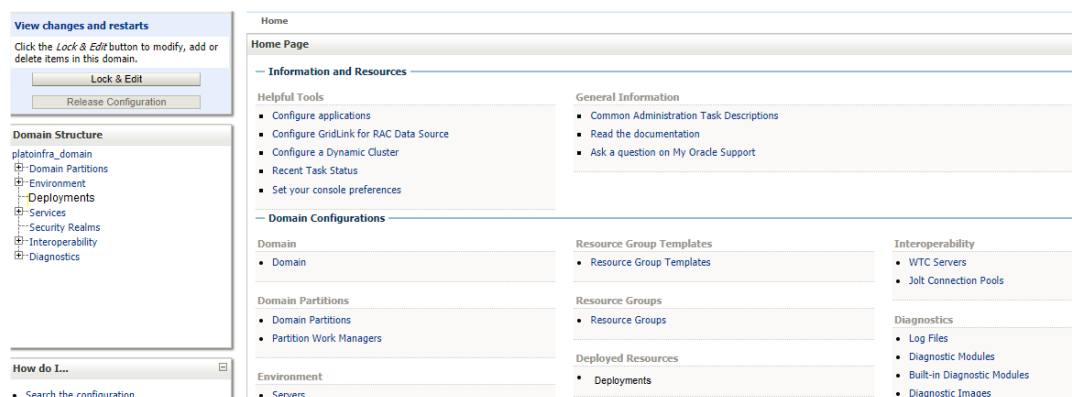 View changes and restarts
Click the Lock & Edit button to modify, add or
delete items in this domain.
Lock & Edit
Release Configuration
Domain Structure
platoinfra_domain
Domain Partitions
Environment
Deployments
Services
Security Realms
Interoperability
Diagnostics
How do I...
Search the configuration
Home
Home Page
Information and Resources
Helpful Tools
Configure applications
Configure GridLink for RAC Data Source
Configure a Dynamic Cluster
Recent Task Status
Set your console preferences
General Information
Common Administration Task Descriptions
Read the documentation
Ask a question on My Oracle Support
Domain Configurations
Domain
Domain
Domain Partitions
Domain Partitions
Partition Work Managers
Environment
Servers
Resource Group Templates
Resource Group Templates
Resource Groups
Resource Groups
Deployed Resources
Deployments
Interoperability
WTC Servers
Jolt Connection Pools
Diagnostics
Log Files
Diagnostic Modules
Built-in Diagnostic Modules
Diagnostic Images